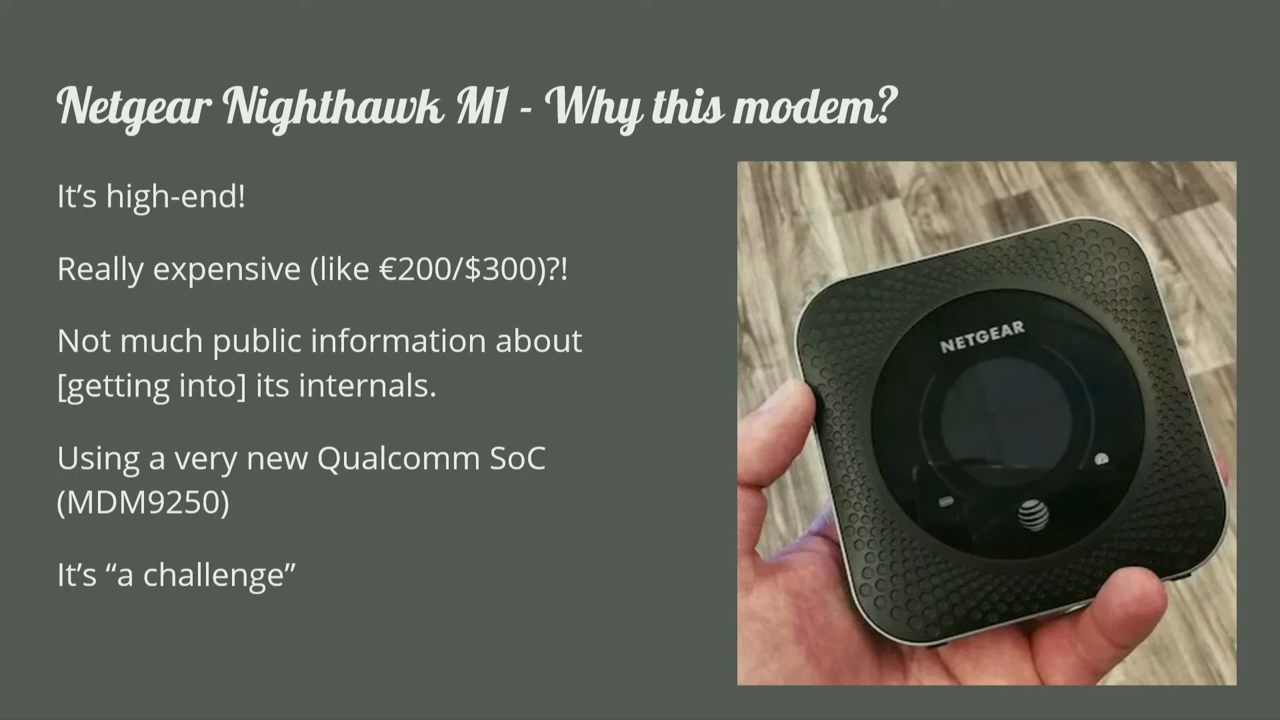 Netgear Nighthawk M1 - Why this modem?
It’s high-end!
Really expensive (like €200/$300)?!
Not much public information about
[getting into] its internals.
Using a very new Qualcomm SoC
(MDM9250)
It’s “a challenge”
NETGEAR